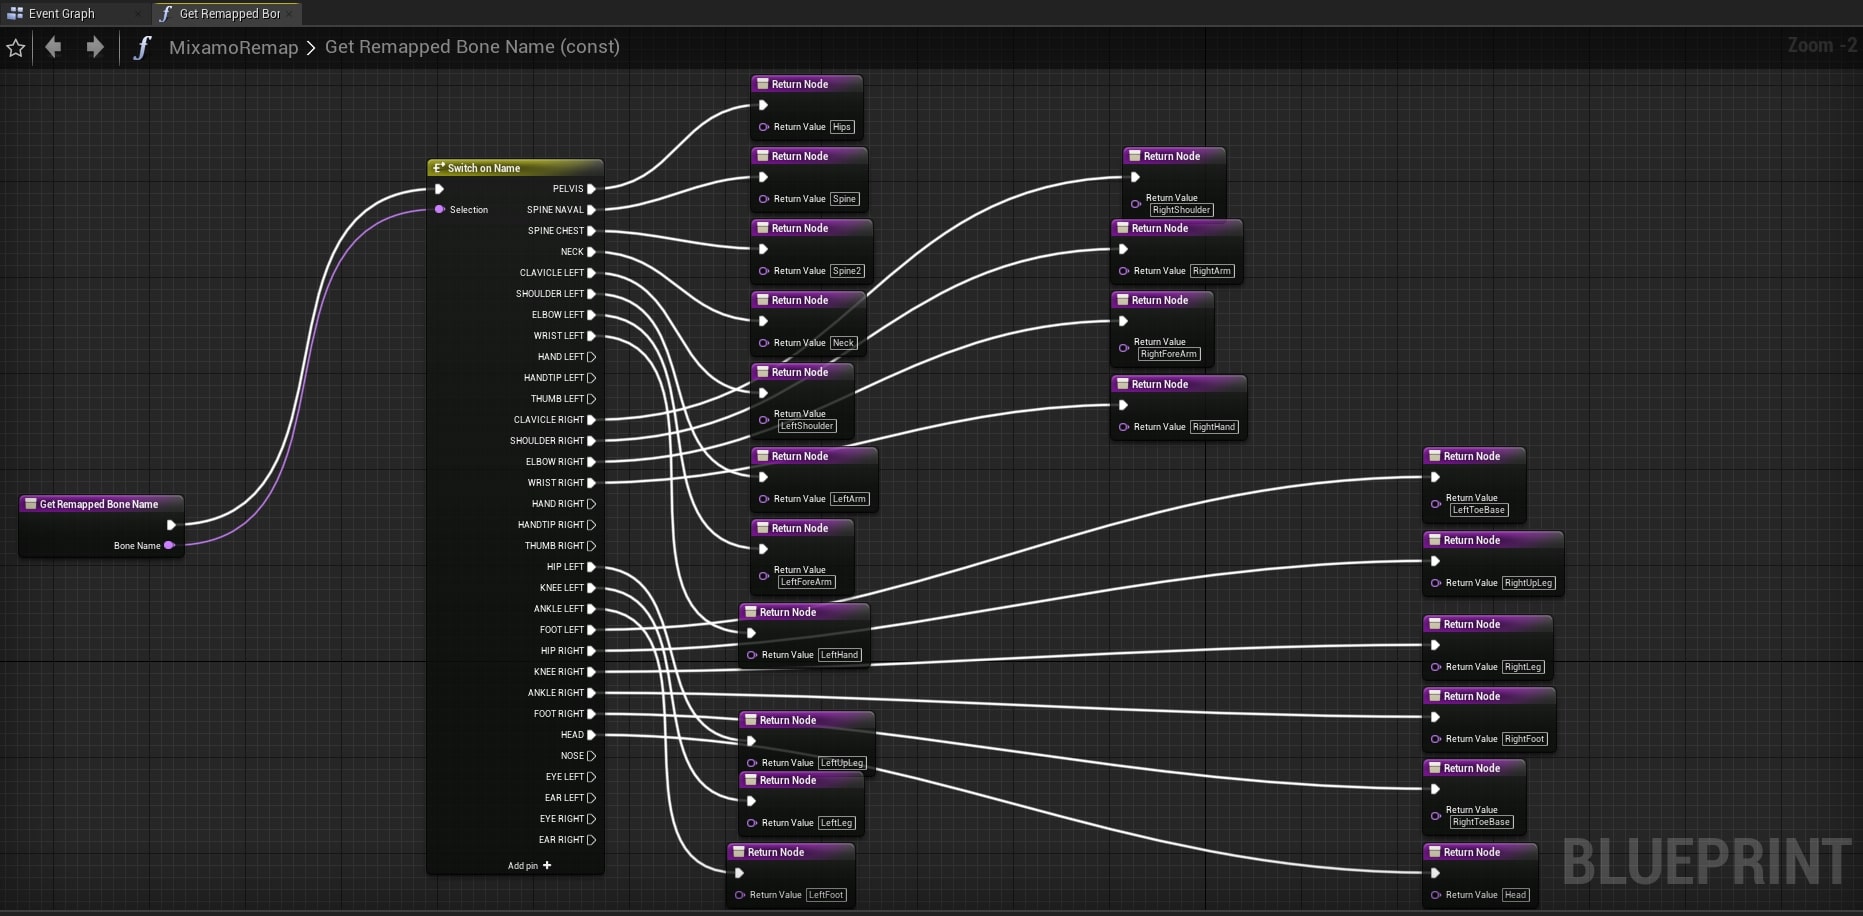 Event Graph
Get Remapped Bor
MixamoRemap > Get Remapped Bone Name (const)
Zoom -2
Get Remapped Bone Name
Bone Name
Switch on Name
Selection
PELVIS
SPINE NAVAL
SPINE CHEST
NECK
CLAVICLE LEFT
SHOULDER LEFT
ELBOW LEFT
WRIST LEFT
HAND LEFT
HANDTIP LEFT
THUMB LEFT
CLAVICLE RIGHT
SHOULDER RIGHT
ELBOW RIGHT
WRIST RIGHT
HAND RIGHT
HANDTIP RIGHT
THUMB RIGHT
HIP LEFT
KNEE LEFT
ANKLE LEFT
FOOT LEFT
HIP RIGHT
KNEE RIGHT
ANKLE RIGHT
FOOT RIGHT
HEAD
NOSE
EYE LEFT
EAR LEFT
EYE RIGHT
EAR RIGHT
Add pin +
Return Node
Return Value Hips
Return Node
Return Value Spine
Return Node
Return Value Spine2
Return Node
Return Value Neck
Return Node
Return Value
LeftShoulder
Return Node
Return Value LeftArm
Return Node
Return Value
LeftForeArm
Return Node
Return Value LeftHand
Return Node
Return Value LeftUpLeg
Return Node
Return Value LeftLeg
Return Node
Return Value LeftFoot
Return Node
Return Value
RightShoulder
Return Node
Return Value RightArm
Return Node
Return Value
RightForeArm
Return Node
Return Value RightHand
Return Node
Return Value
LeftToeBase
Return Node
Return Value RightUpLeg
Return Node
Return Value RightLeg
Return Node
Return Value RightFoot
Return Node
Return Value
RightToeBase
Return Node
Return Value Head
BLUEPRINT